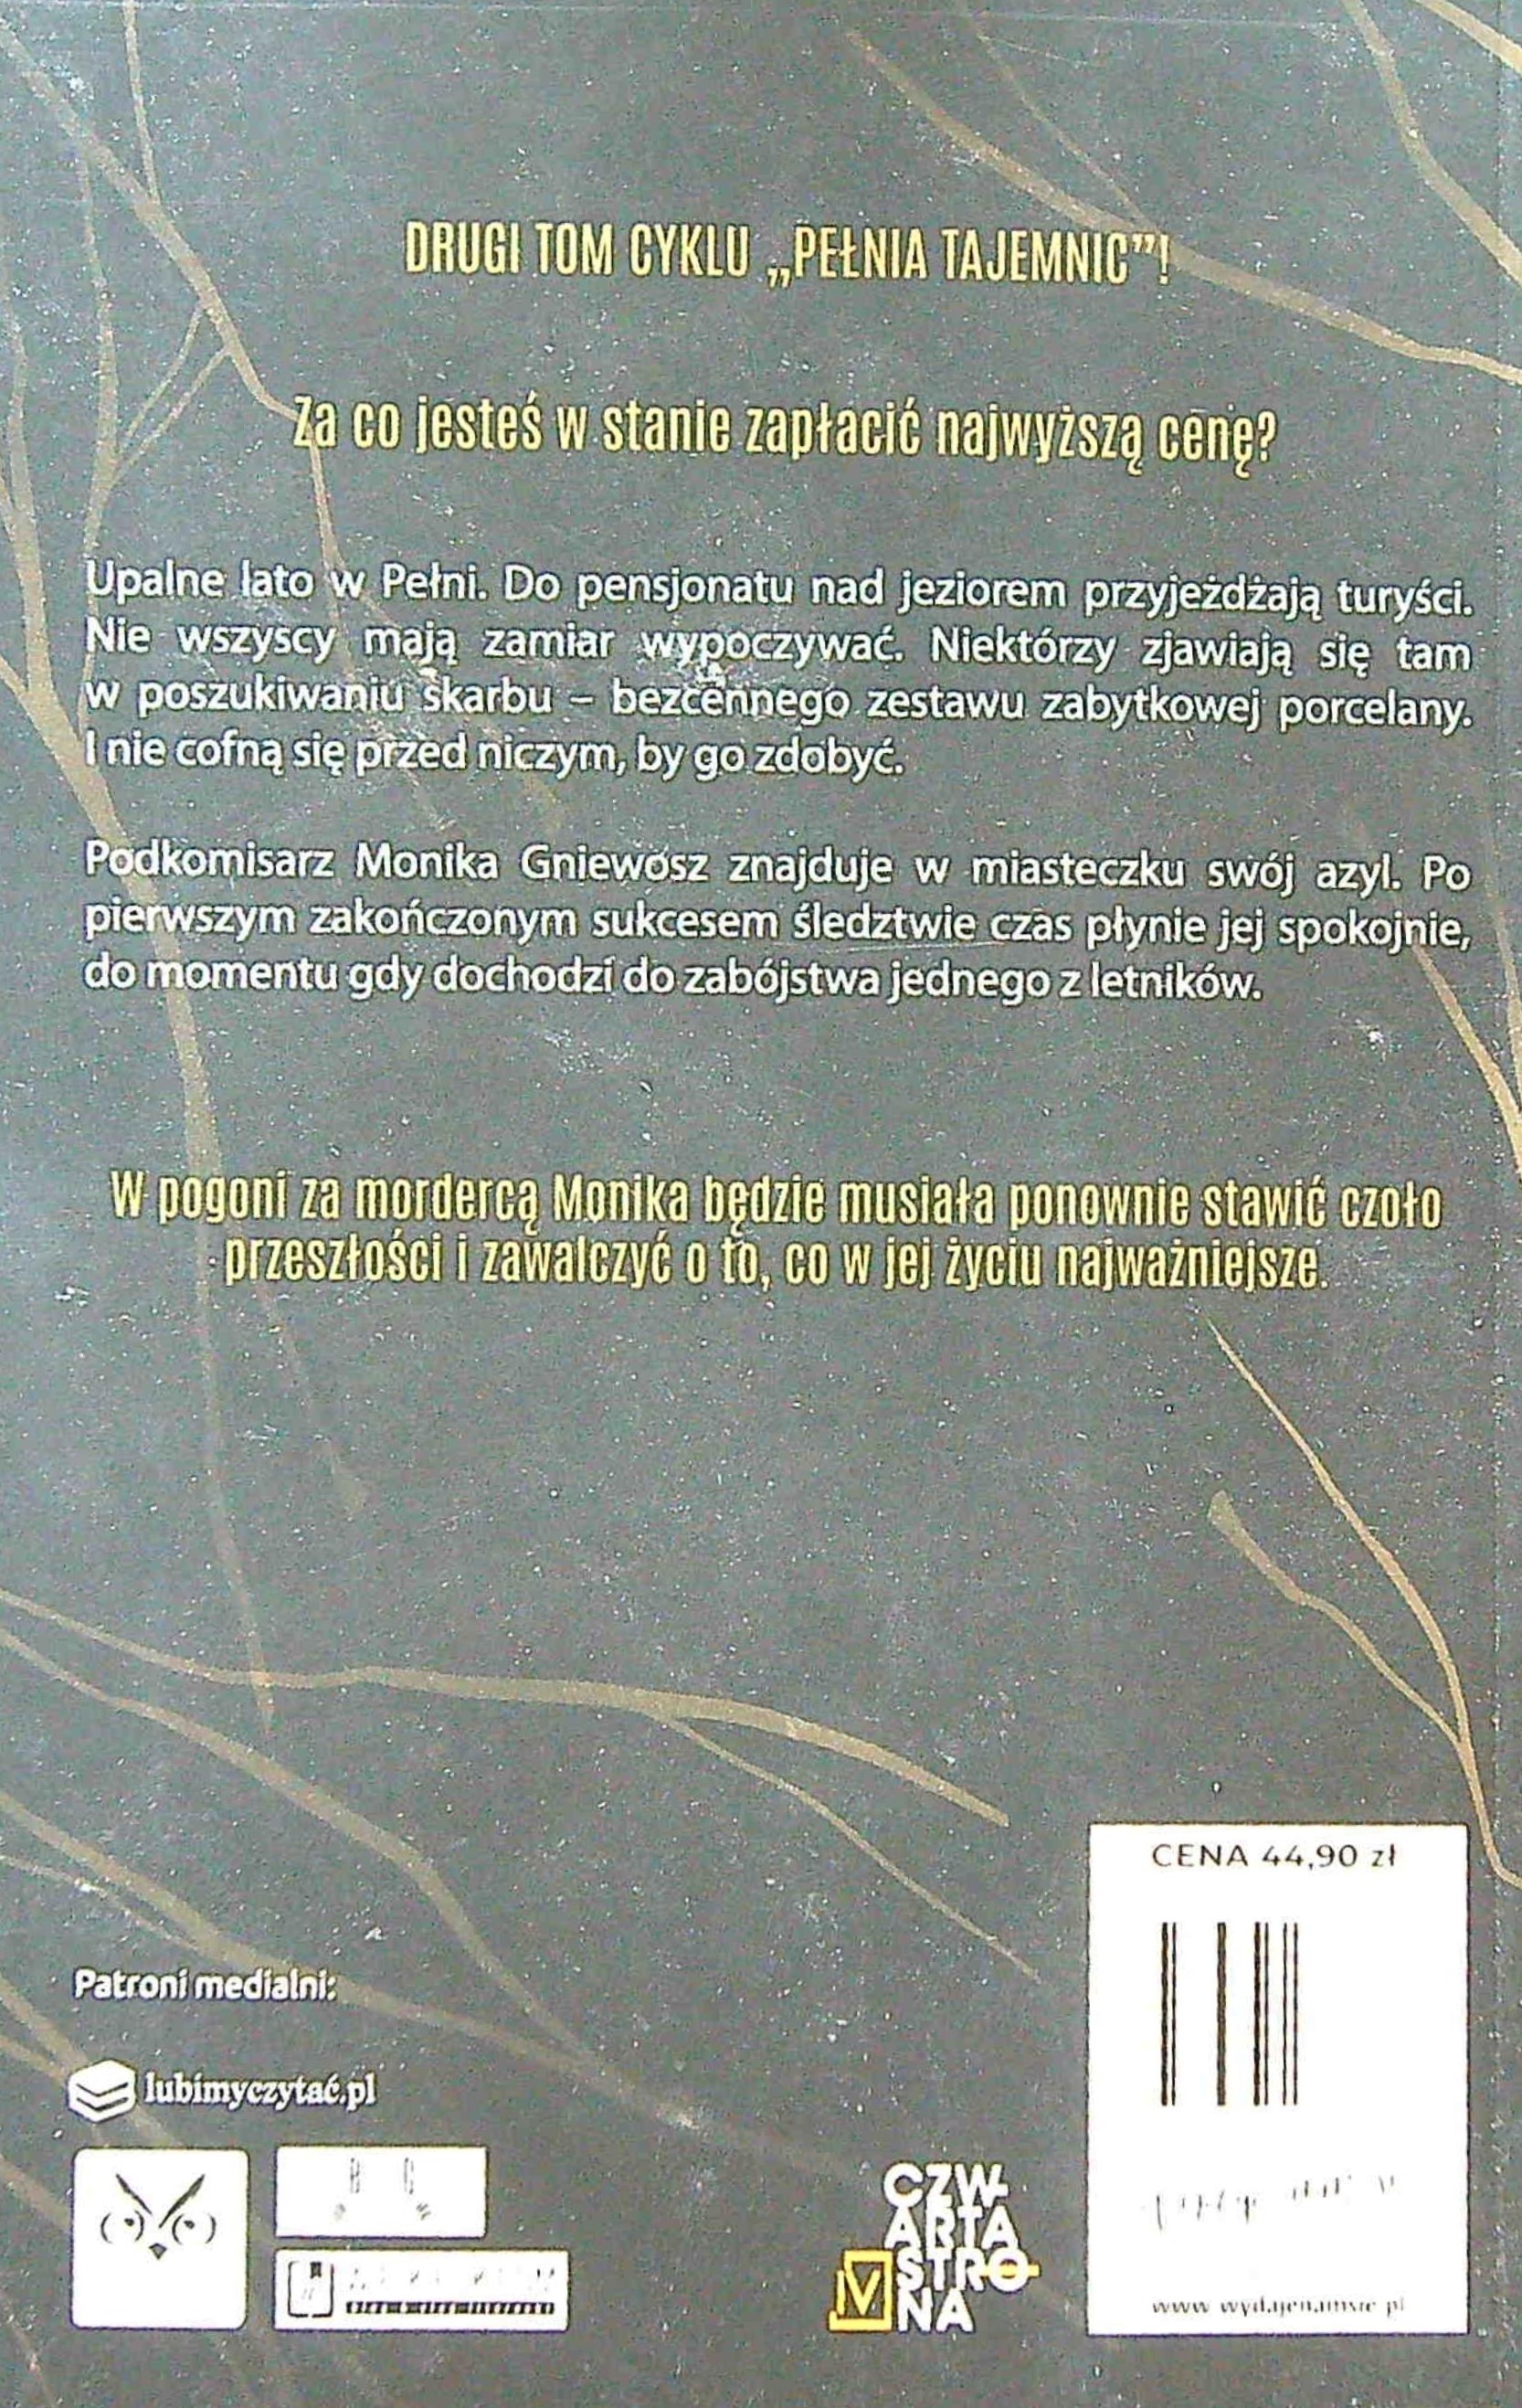 DRUGI TOM CYKLU „PEŁNIA TAJEMNIC”!
Za co jesteś w stanie zapłacić najwyższą cenę?
Upalne lato w Pełni. Do pensjonatu nad jeziorem przyjeżdżają turyści.
Nie wszyscy mają zamiar wypoczywać. Niektórzy zjawiają się tam
w poszukiwaniu skarbu – bezcennego zestawu zabytkowej porcelany.
I nie cofną się przed niczym, by go zdobyć.
Podkomisarz Monika Gniewosz znajduje w miasteczku swój azyl. Po
pierwszym zakończonym sukcesem śledztwie czas płynie jej spokojnie,
do momentu gdy dochodzi do zabójstwa jednego z letników.
W pogoni za mordercą Monika będzie musiała ponownie stawić czoło
przeszłości i zawalczyć o to, co w jej życiu najważniejsze.
CENA 44,90 zł
Patroni medialni:
lubimyczytać.pl
CZW
ARTA
STRO
NA
www.wydajenamsie.pl